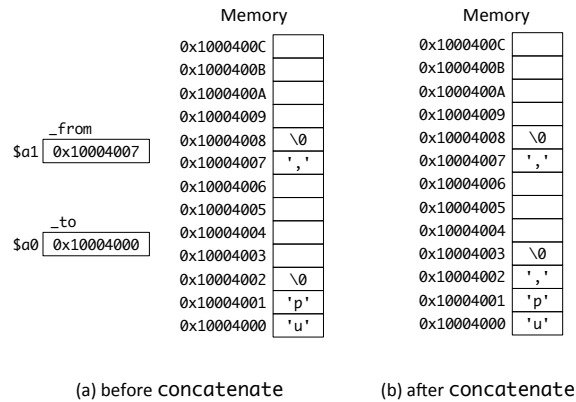 Memory
Memory
0x1000400C
0x1000400B
0x1000400A
0x10004009
0x10004008 \0
0x10004007 ','
0x10004006
0x10004005
0x10004004
0x10004003
0x10004002 \0
0x10004001 'p'
0x10004000 'u'
_from
$a1 0x10004007
_to
$a0 0x10004000
0x1000400C
0x1000400B
0x1000400A
0x10004009
0x10004008 \0
0x10004007 ','
0x10004006
0x10004005
0x10004004
0x10004003 \0
0x10004002 ','
0x10004001 'p'
0x10004000 'u'
(a) before concatenate
(b) after concatenate